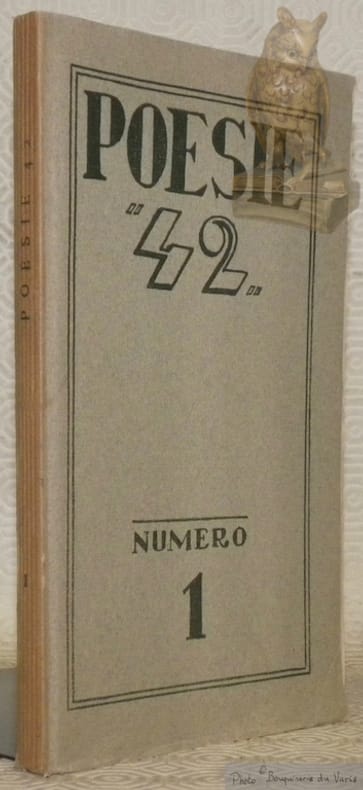 POESIE
"42"
NUMERO
1
POESIE 42
1
Photo © Bouquinerie du Varis